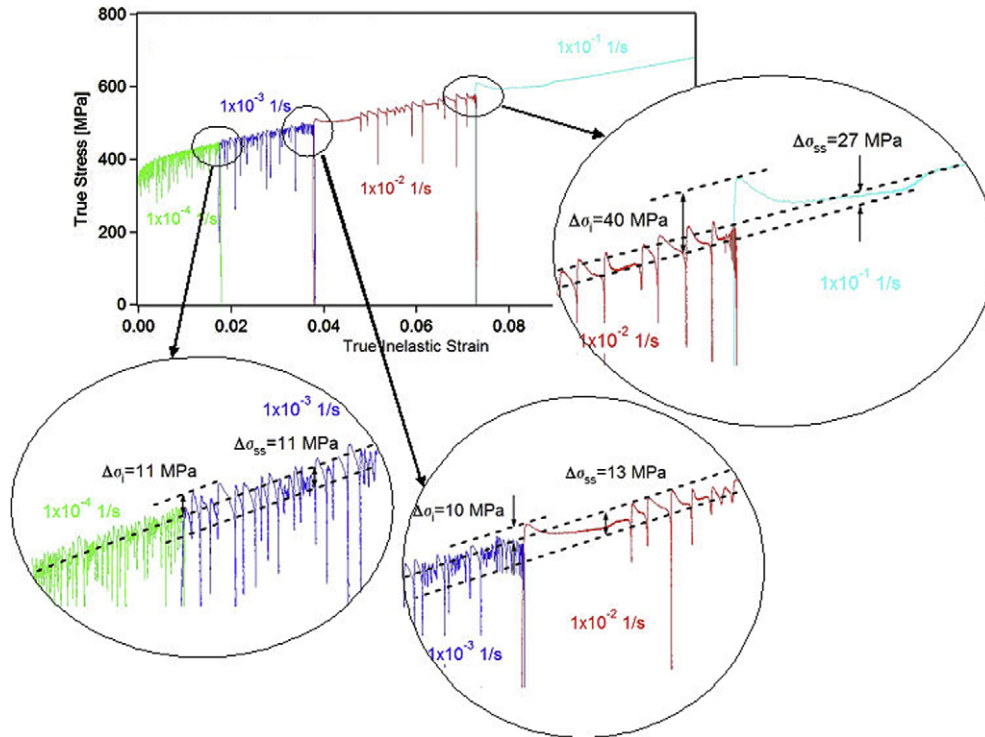 800
600
400
200
0
True Stress [MPa]
0.00
0.02
0.04
0.06
0.08
True Inelastic Strain
1x10⁻⁴ 1/s
1x10⁻³ 1/s
1x10⁻² 1/s
1x10⁻¹ 1/s
Δσss=27 MPa
Δσi=40 MPa
1x10⁻¹ 1/s
1x10⁻² 1/s
1x10⁻³ 1/s
Δσss=11 MPa
Δσi=11 MPa
1x10⁻⁴ 1/s
Δσss=13 MPa
Δσi=10 MPa
1x10⁻² 1/s
1x10⁻³ 1/s